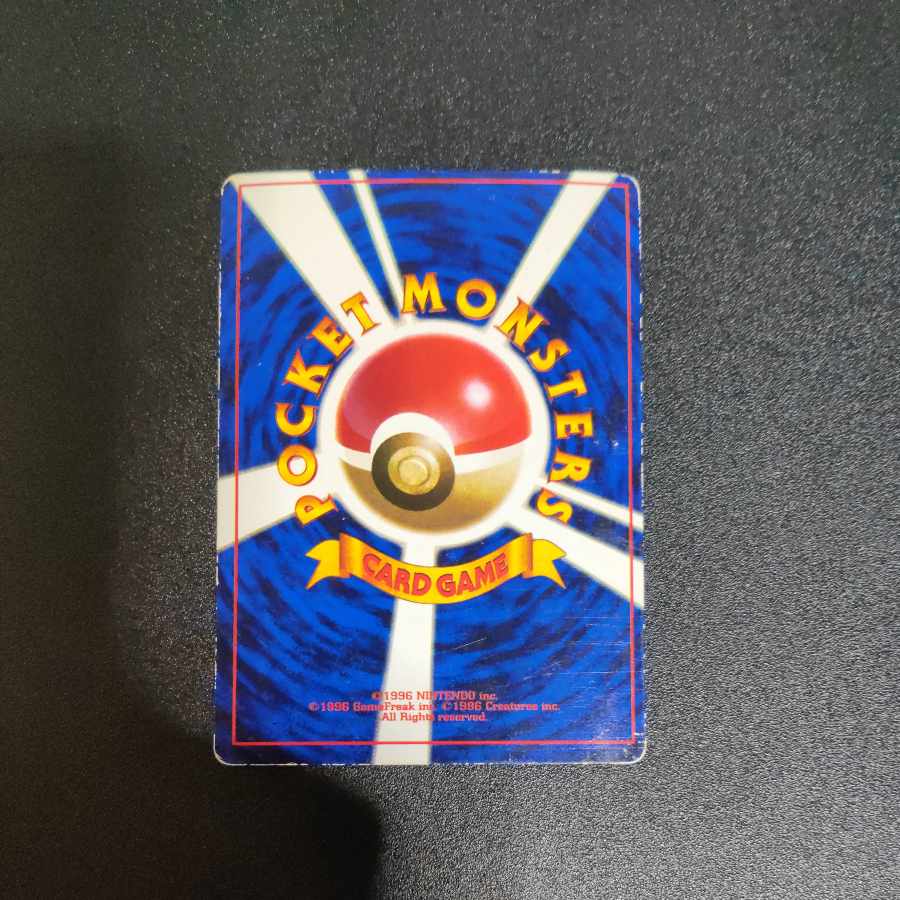 POCKET MONSTERS
CARD GAME
©1996 NINTENDO inc.
©1996 GameFreak inc. ©1996 Creatures inc.
All Rights reserved.